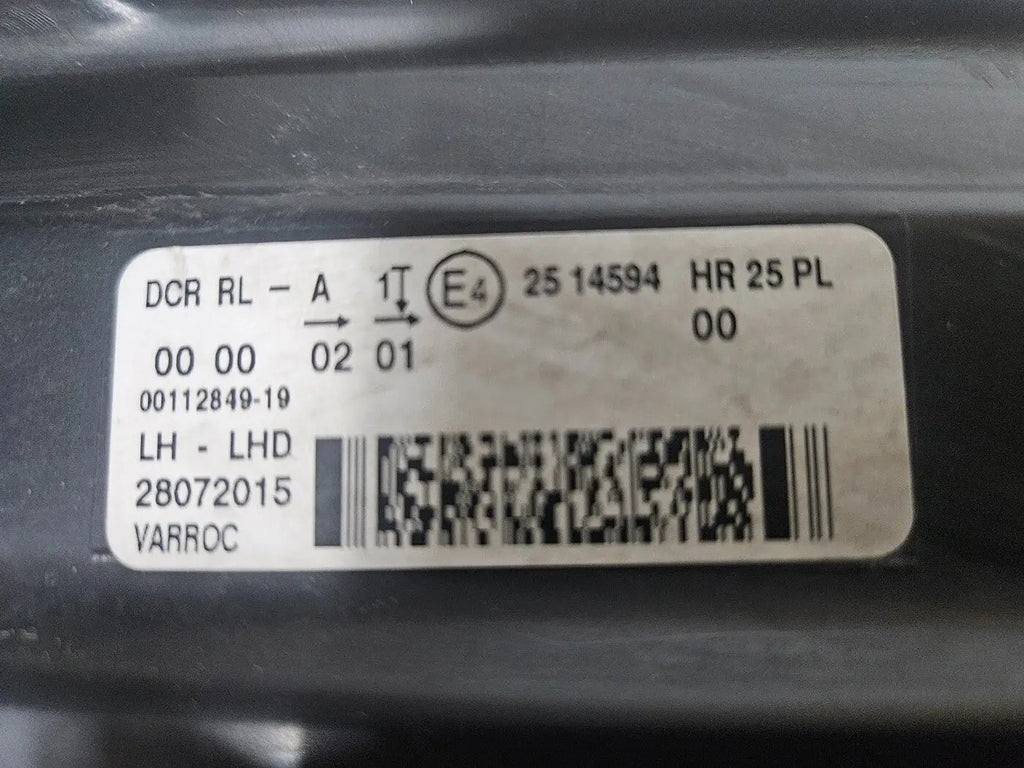 DCR RL - A 1T E4 25 14594 HR 25 PL
→ →
00 00 02 01 00
00112849-19
LH - LHD
28072015
VARROC